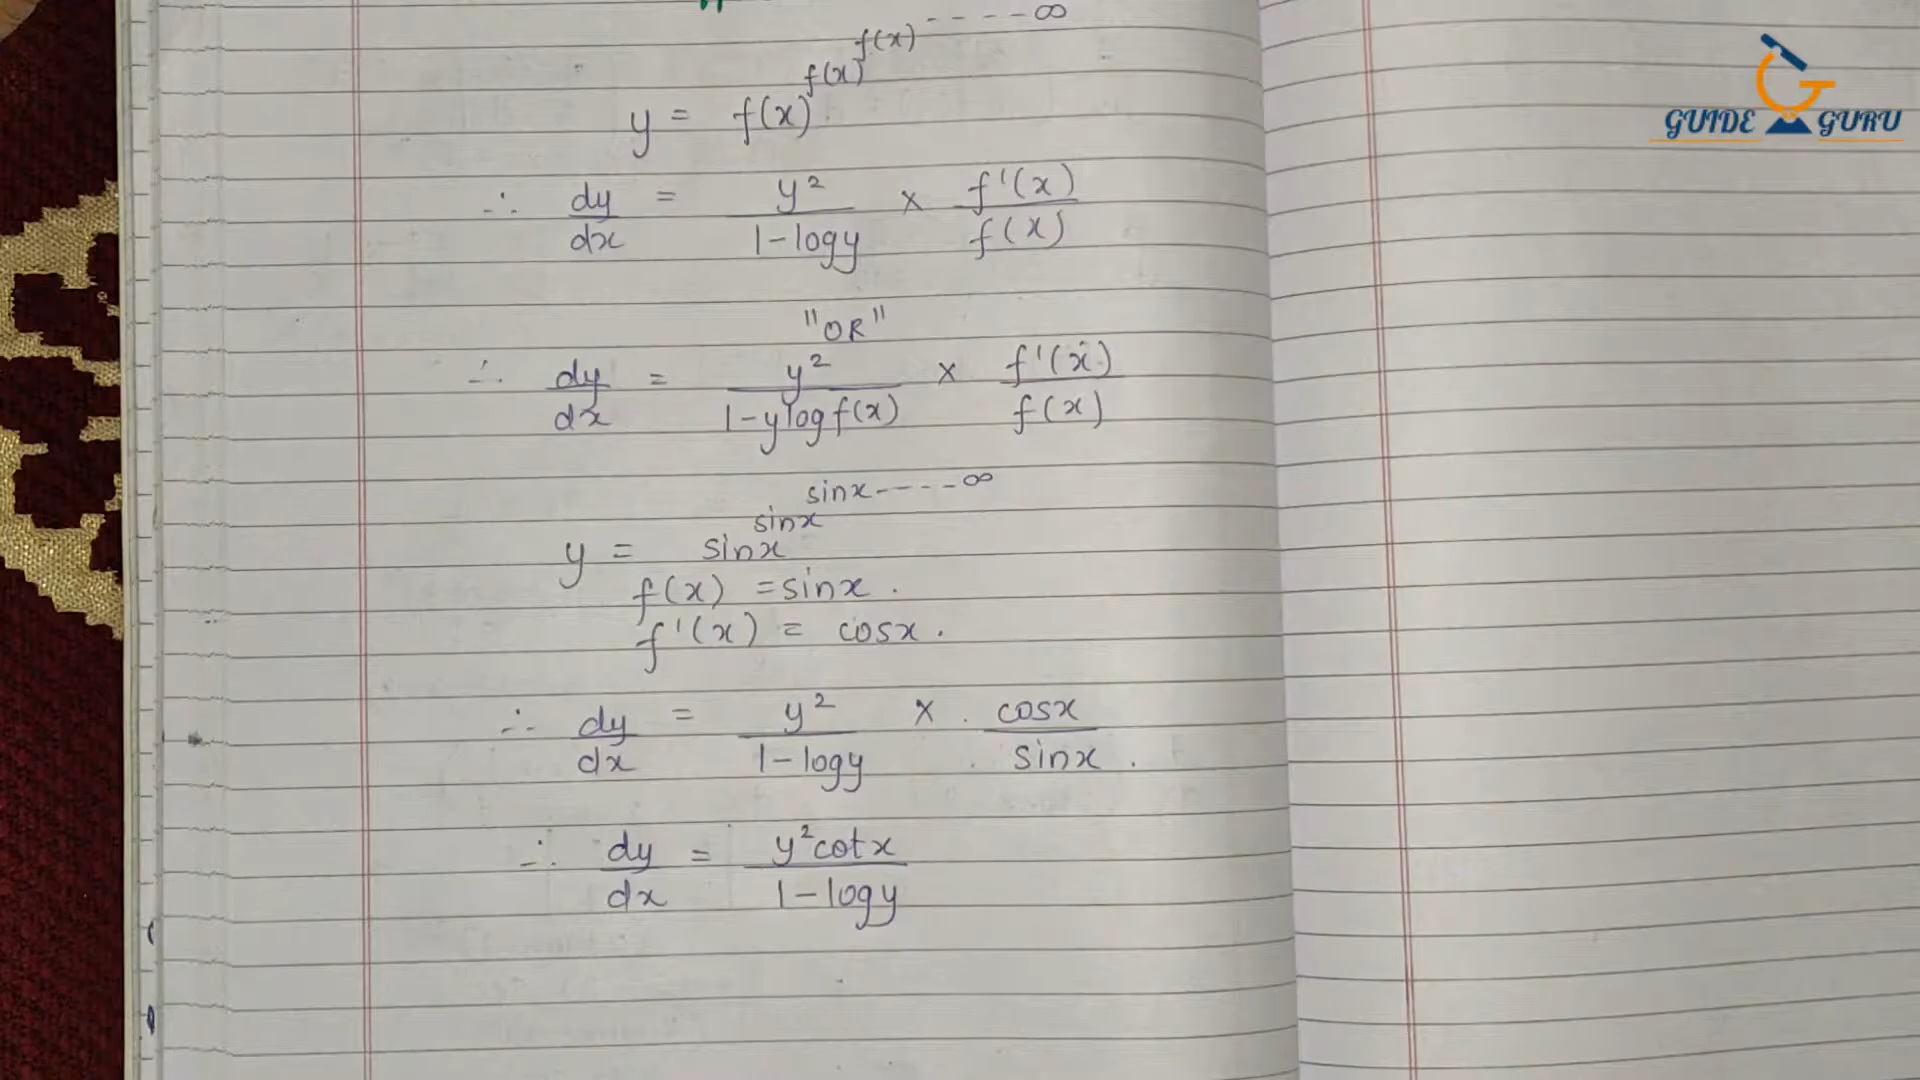 y = f(x)^f(x)^f(x)^----∞
∴ dy/dx = y²/1-logy × f'(x)/f(x)
"OR"
∴ dy/dx = y²/1-ylogf(x) × f'(x)/f(x)
y = sinx^sinx^sinx----∞
f(x) = sinx.
f'(x) = cosx.
∴ dy/dx = y²/1-logy × cosx/sinx.
∴ dy/dx = y²cotx/1-logy
GUIDE GURU